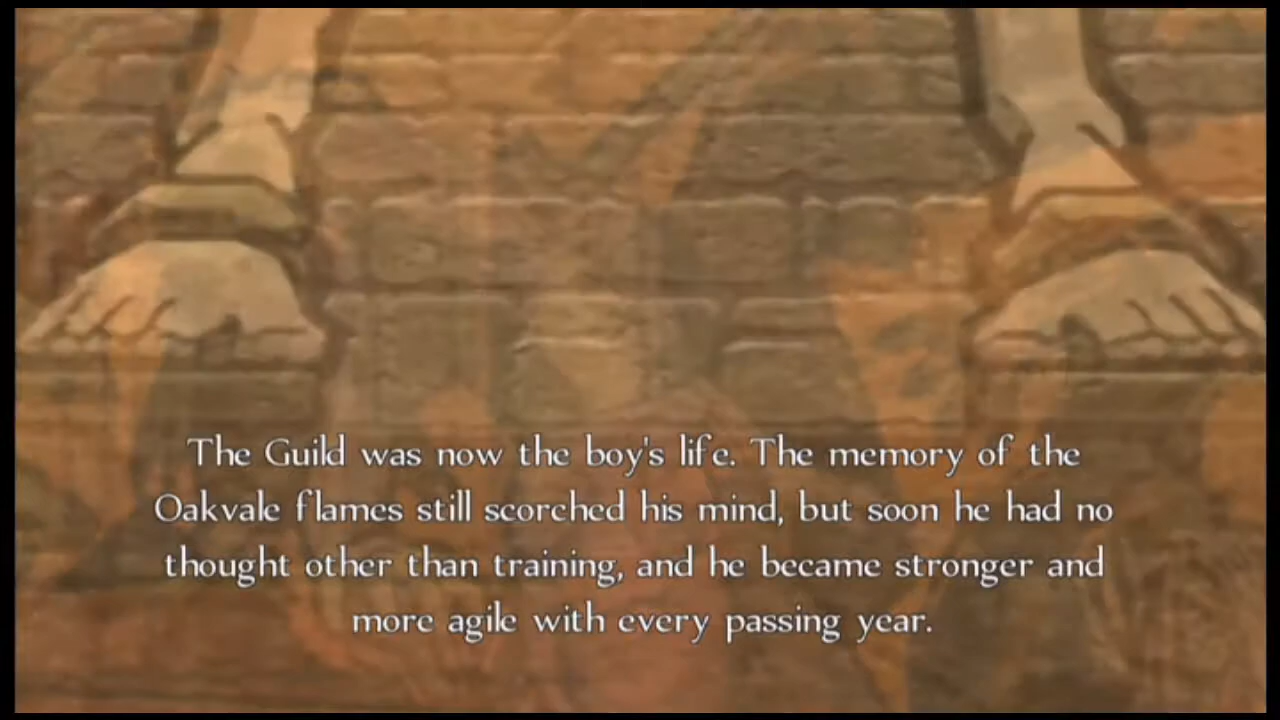 The Guild was now the boy's life. The memory of the
Oakvale flames still scorched his mind, but soon he had no
thought other than training, and he became stronger and
more agile with every passing year.